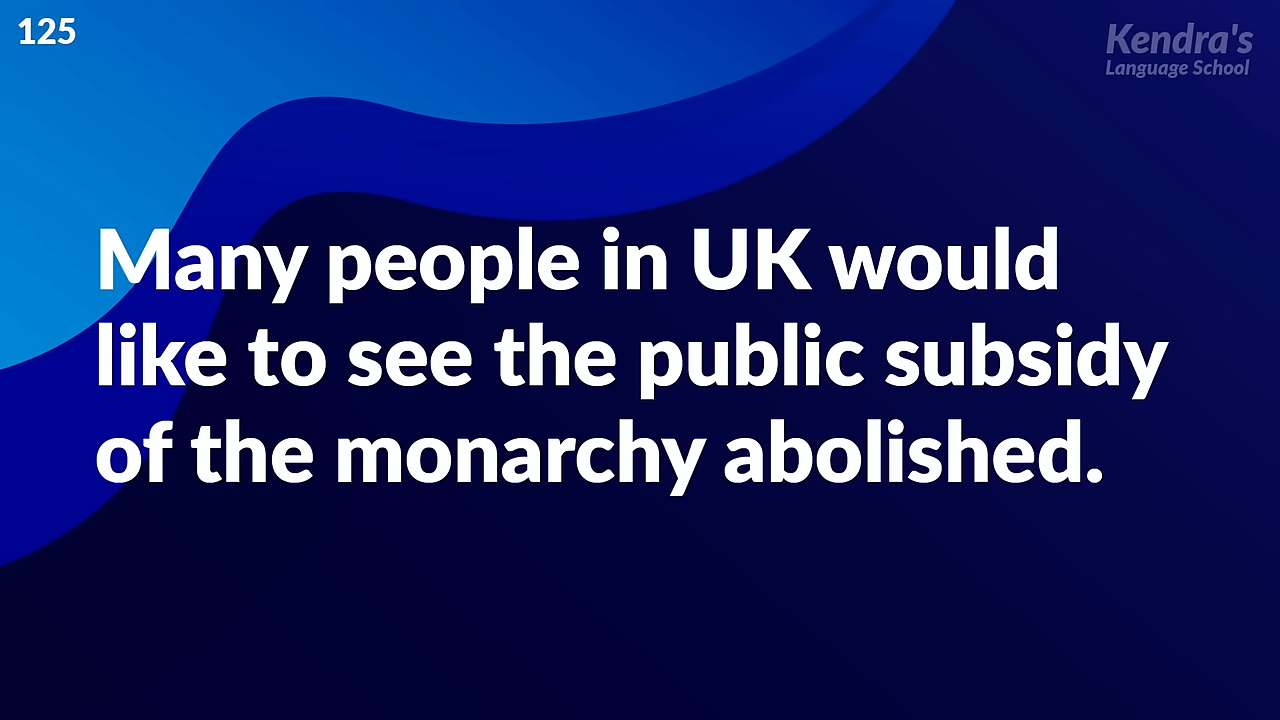 125
Kendra's
Language School
Many people in UK would
like to see the public subsidy
of the monarchy abolished.